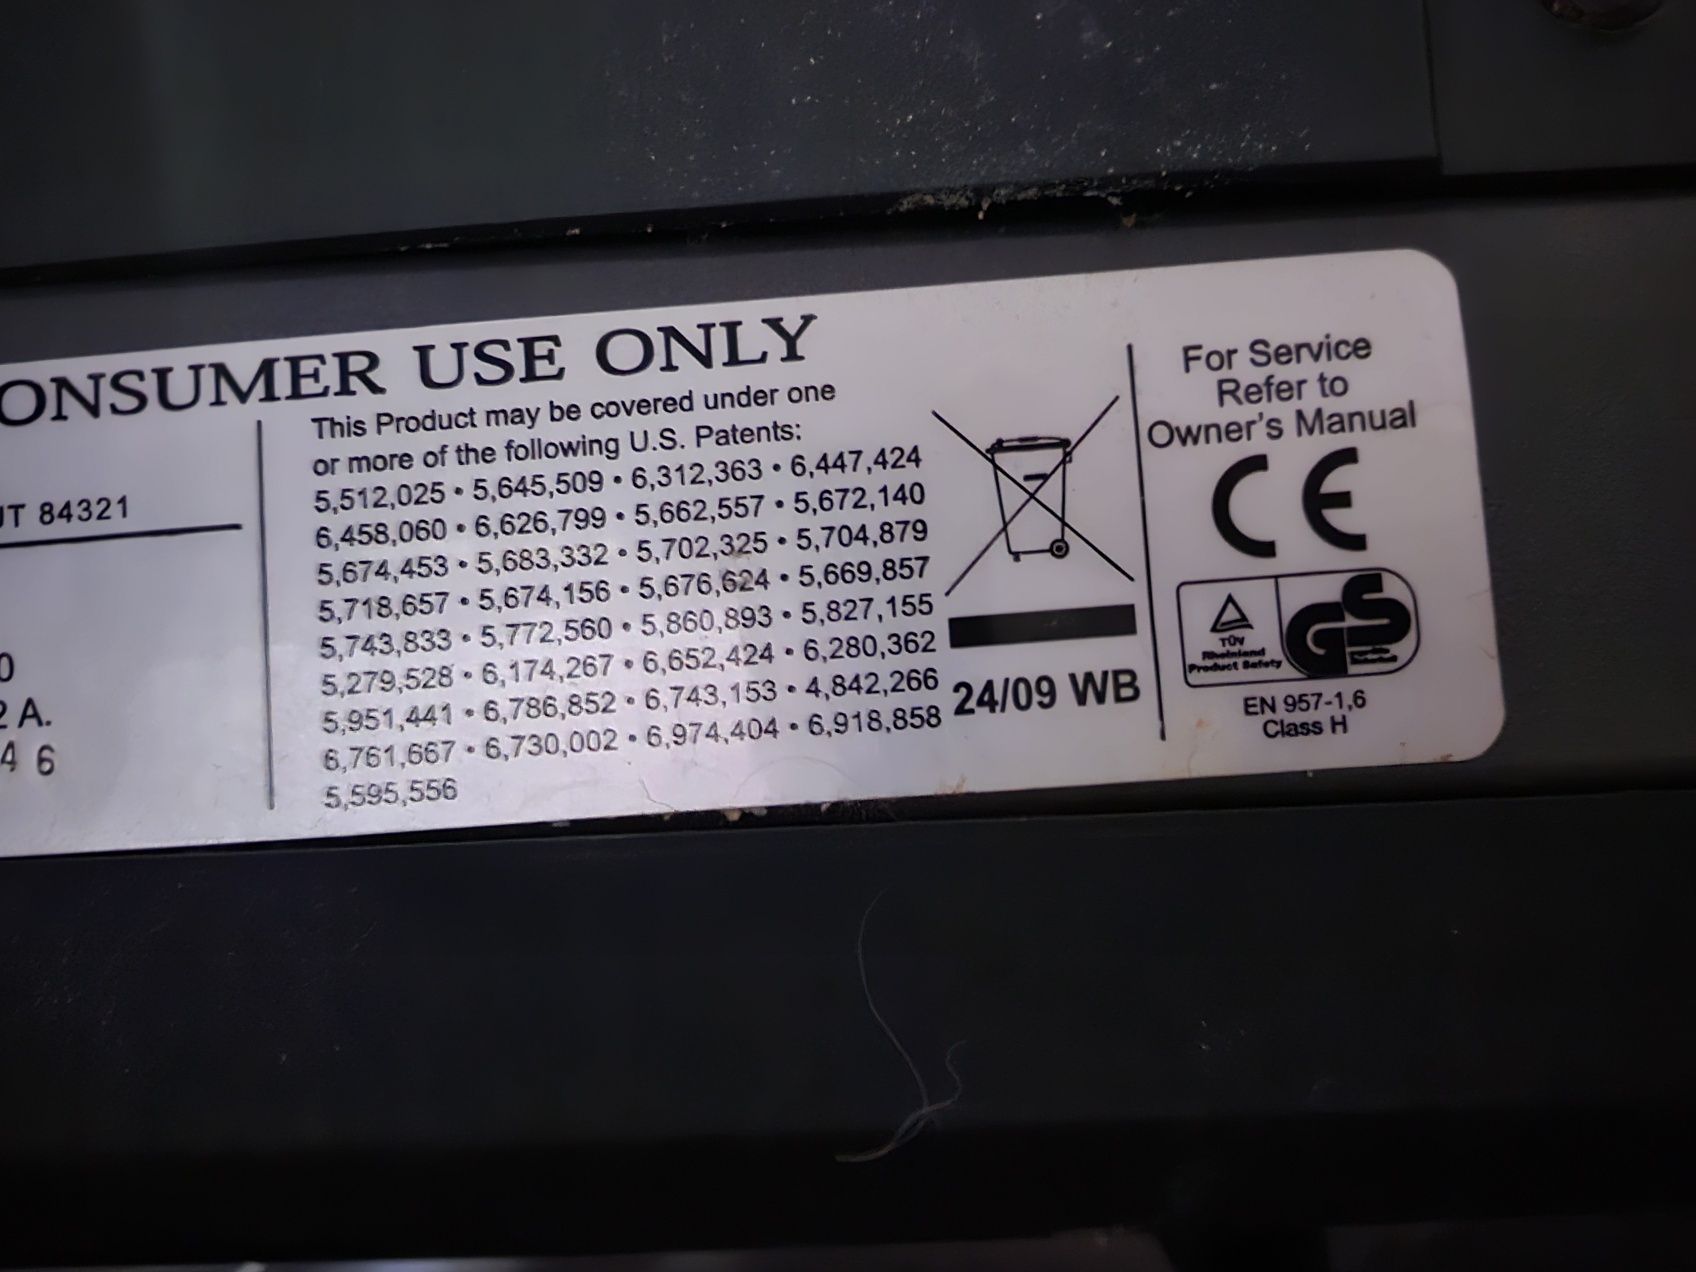 ONSUMER USE ONLY
UT 84321
0
2 A.
4 6
This Product may be covered under one
or more of the following U.S. Patents:
5,512,025 • 5,645,509 • 6,312,363 • 6,447,424
6,458,060 • 6,626,799 • 5,662,557 • 5,672,140
5,674,453 • 5,683,332 • 5,702,325 • 5,704,879
5,718,657 • 5,674,156 • 5,676,624 • 5,669,857
5,743,833 • 5,772,560 • 5,860,893 • 5,827,155
5,279,528 • 6,174,267 • 6,652,424 • 6,280,362
5,951,441 • 6,786,852 • 6,743,153 • 4,842,266
6,761,667 • 6,730,002 • 6,974,404 • 6,918,858
5,595,556
24/09 WB
For Service
Refer to
Owner's Manual
CE
TÜV
Rheinland
Product Safety
GS
EN 957-1,6
Class H